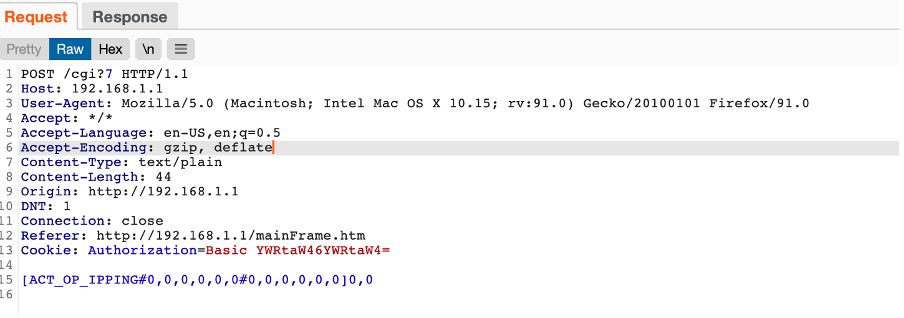 Request Response
Pretty Raw Hex \n
1 POST /cgi?7 HTTP/1.1
2 Host: 192.168.1.1
3 User-Agent: Mozilla/5.0 (Macintosh; Intel Mac OS X 10.15; rv:91.0) Gecko/20100101 Firefox/91.0
4 Accept: */*
5 Accept-Language: en-US,en;q=0.5
6 Accept-Encoding: gzip, deflate
7 Content-Type: text/plain
8 Content-Length: 44
9 Origin: http://192.168.1.1
10 DNT: 1
11 Connection: close
12 Referer: http://192.168.1.1/mainFrame.htm
13 Cookie: Authorization=Basic YWRtaW46YWRtaW4=
14
15 [ACT_OP_IPPING#0,0,0,0,0,0#0,0,0,0,0,0]0,0
16